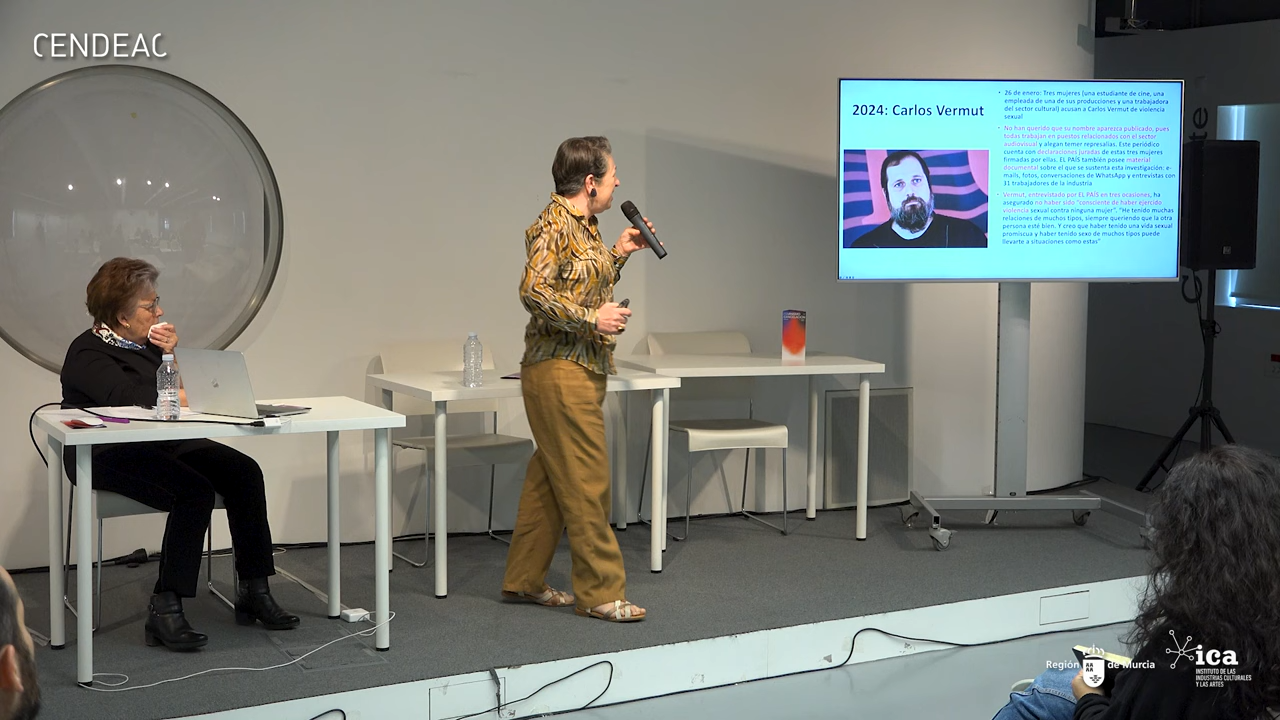 CENDEAC
2024: Carlos Vermut
• 26 de enero: Tres mujeres (una estudiante de cine, una
empleada de una de sus producciones y una trabajadora
del sector cultural) acusan a Carlos Vermut de violencia
sexual
• No han querido que su nombre aparezca publicado, pues
todas trabajan en puestos relacionados con el sector
audiovisual y alegan temer represalias. Este periódico
cuenta con declaraciones juradas de estas tres mujeres
firmadas por ellas. EL PAÍS también posee material
documental sobre el que se sustenta esta investigación: e-
mails, fotos, conversaciones de WhatsApp y entrevistas con
31 trabajadores de la industria
• Vermut, entrevistado por EL PAÍS en tres ocasiones, ha
asegurado no haber sido "consciente de haber ejercido
violencia sexual contra ninguna mujer". "He tenido muchas
relaciones de muchos tipos, siempre queriendo que la otra
persona esté bien. Y creo que haber tenido una vida sexual
promiscua y haber tenido sexo de muchos tipos puede
llevarte a situaciones como estas"
Región de Murcia
ica
INSTITUTO DE LAS
INDUSTRIAS CULTURALES
Y LAS ARTES